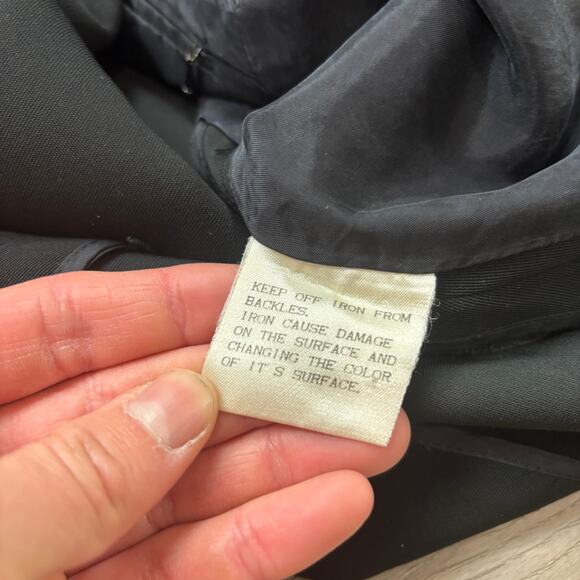 KEEP OFF IRON FROM
BACKLES.
IRON CAUSE DAMAGE
ON THE SURFACE AND
CHANGING THE COLOR
OF IT'S SURFACE.